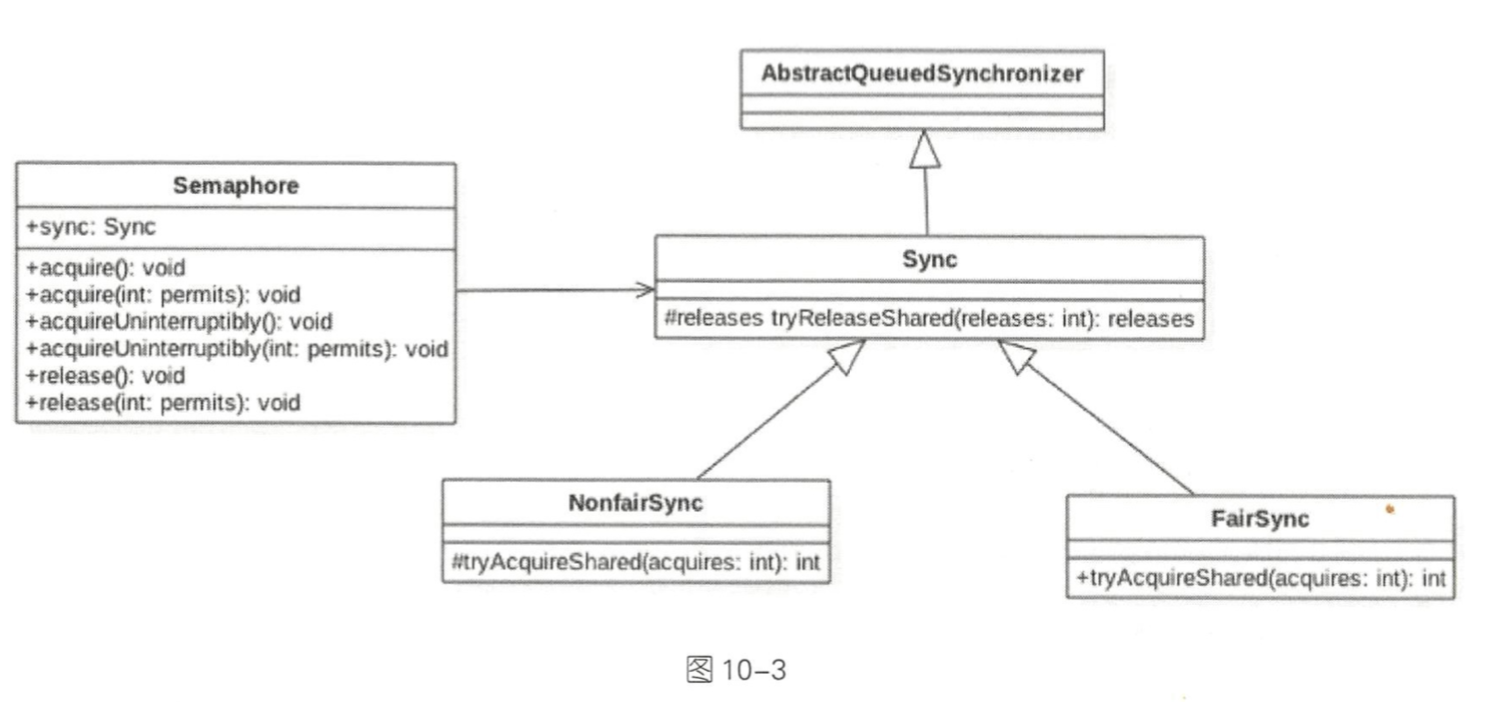 AbstractQueuedSynchronizer
Semaphore
+sync: Sync
+acquire(): void
+acquire(int: permits): void
+acquireUninterruptibly(): void
+acquireUninterruptibly(int: permits): void
+release(): void
+release(int: permits): void
Sync
#releases tryReleaseShared(releases: int): releases
NonfairSync
#tryAcquireShared(acquires: int): int
FairSync
+tryAcquireShared(acquires: int): int
图 10–3